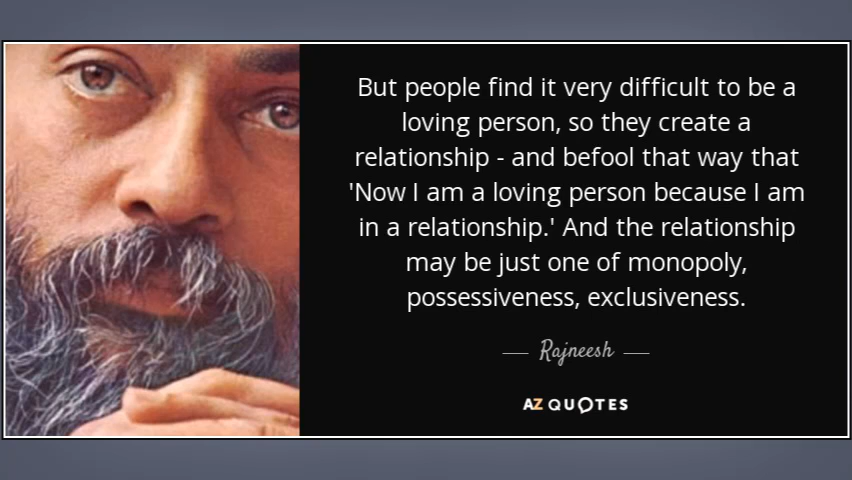 But people find it very difficult to be a
loving person, so they create a
relationship - and befool that way that
'Now I am a loving person because I am
in a relationship.' And the relationship
may be just one of monopoly,
possessiveness, exclusiveness.
Rajneesh
AZ QUOTES